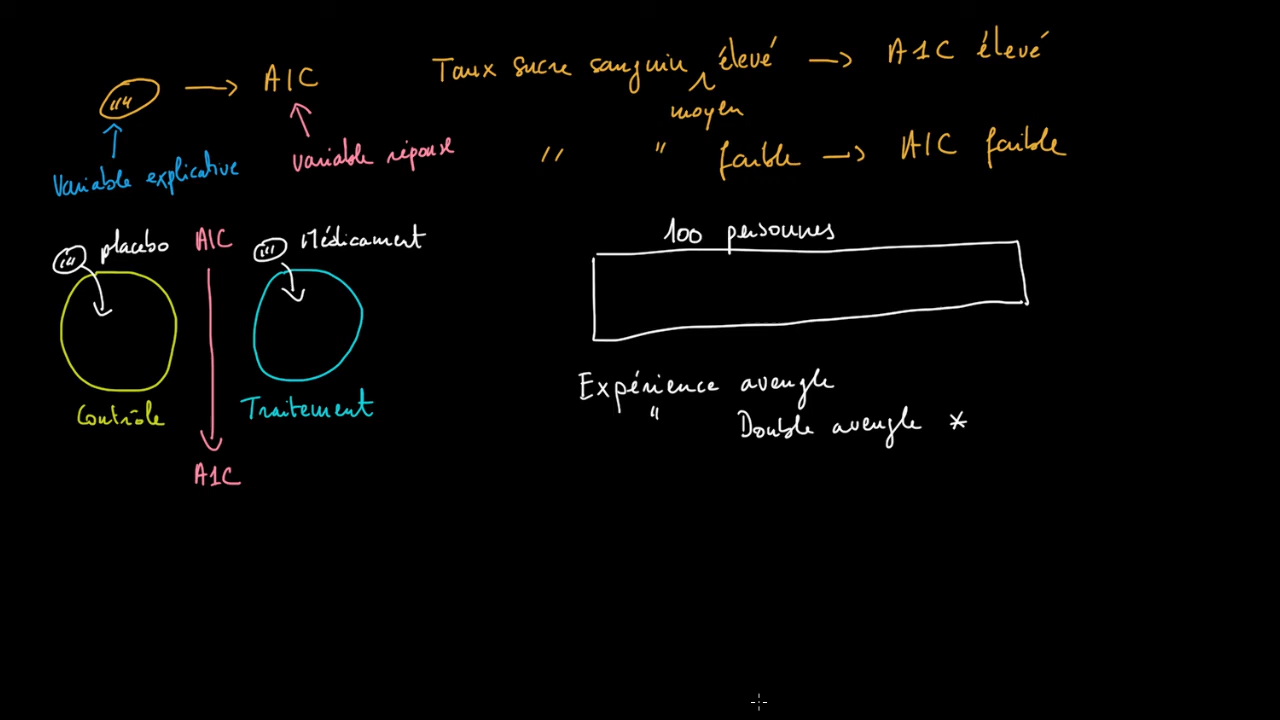 A1C
Taux sucre sanguin élevé → A1C élevé
moyen
Variable explicative
variable réponse
// " faible → A1C faible
placebo
A1C
Médicament
100 personnes
Contrôle
Traitement
A1C
Expérience aveugle
" Double aveugle *